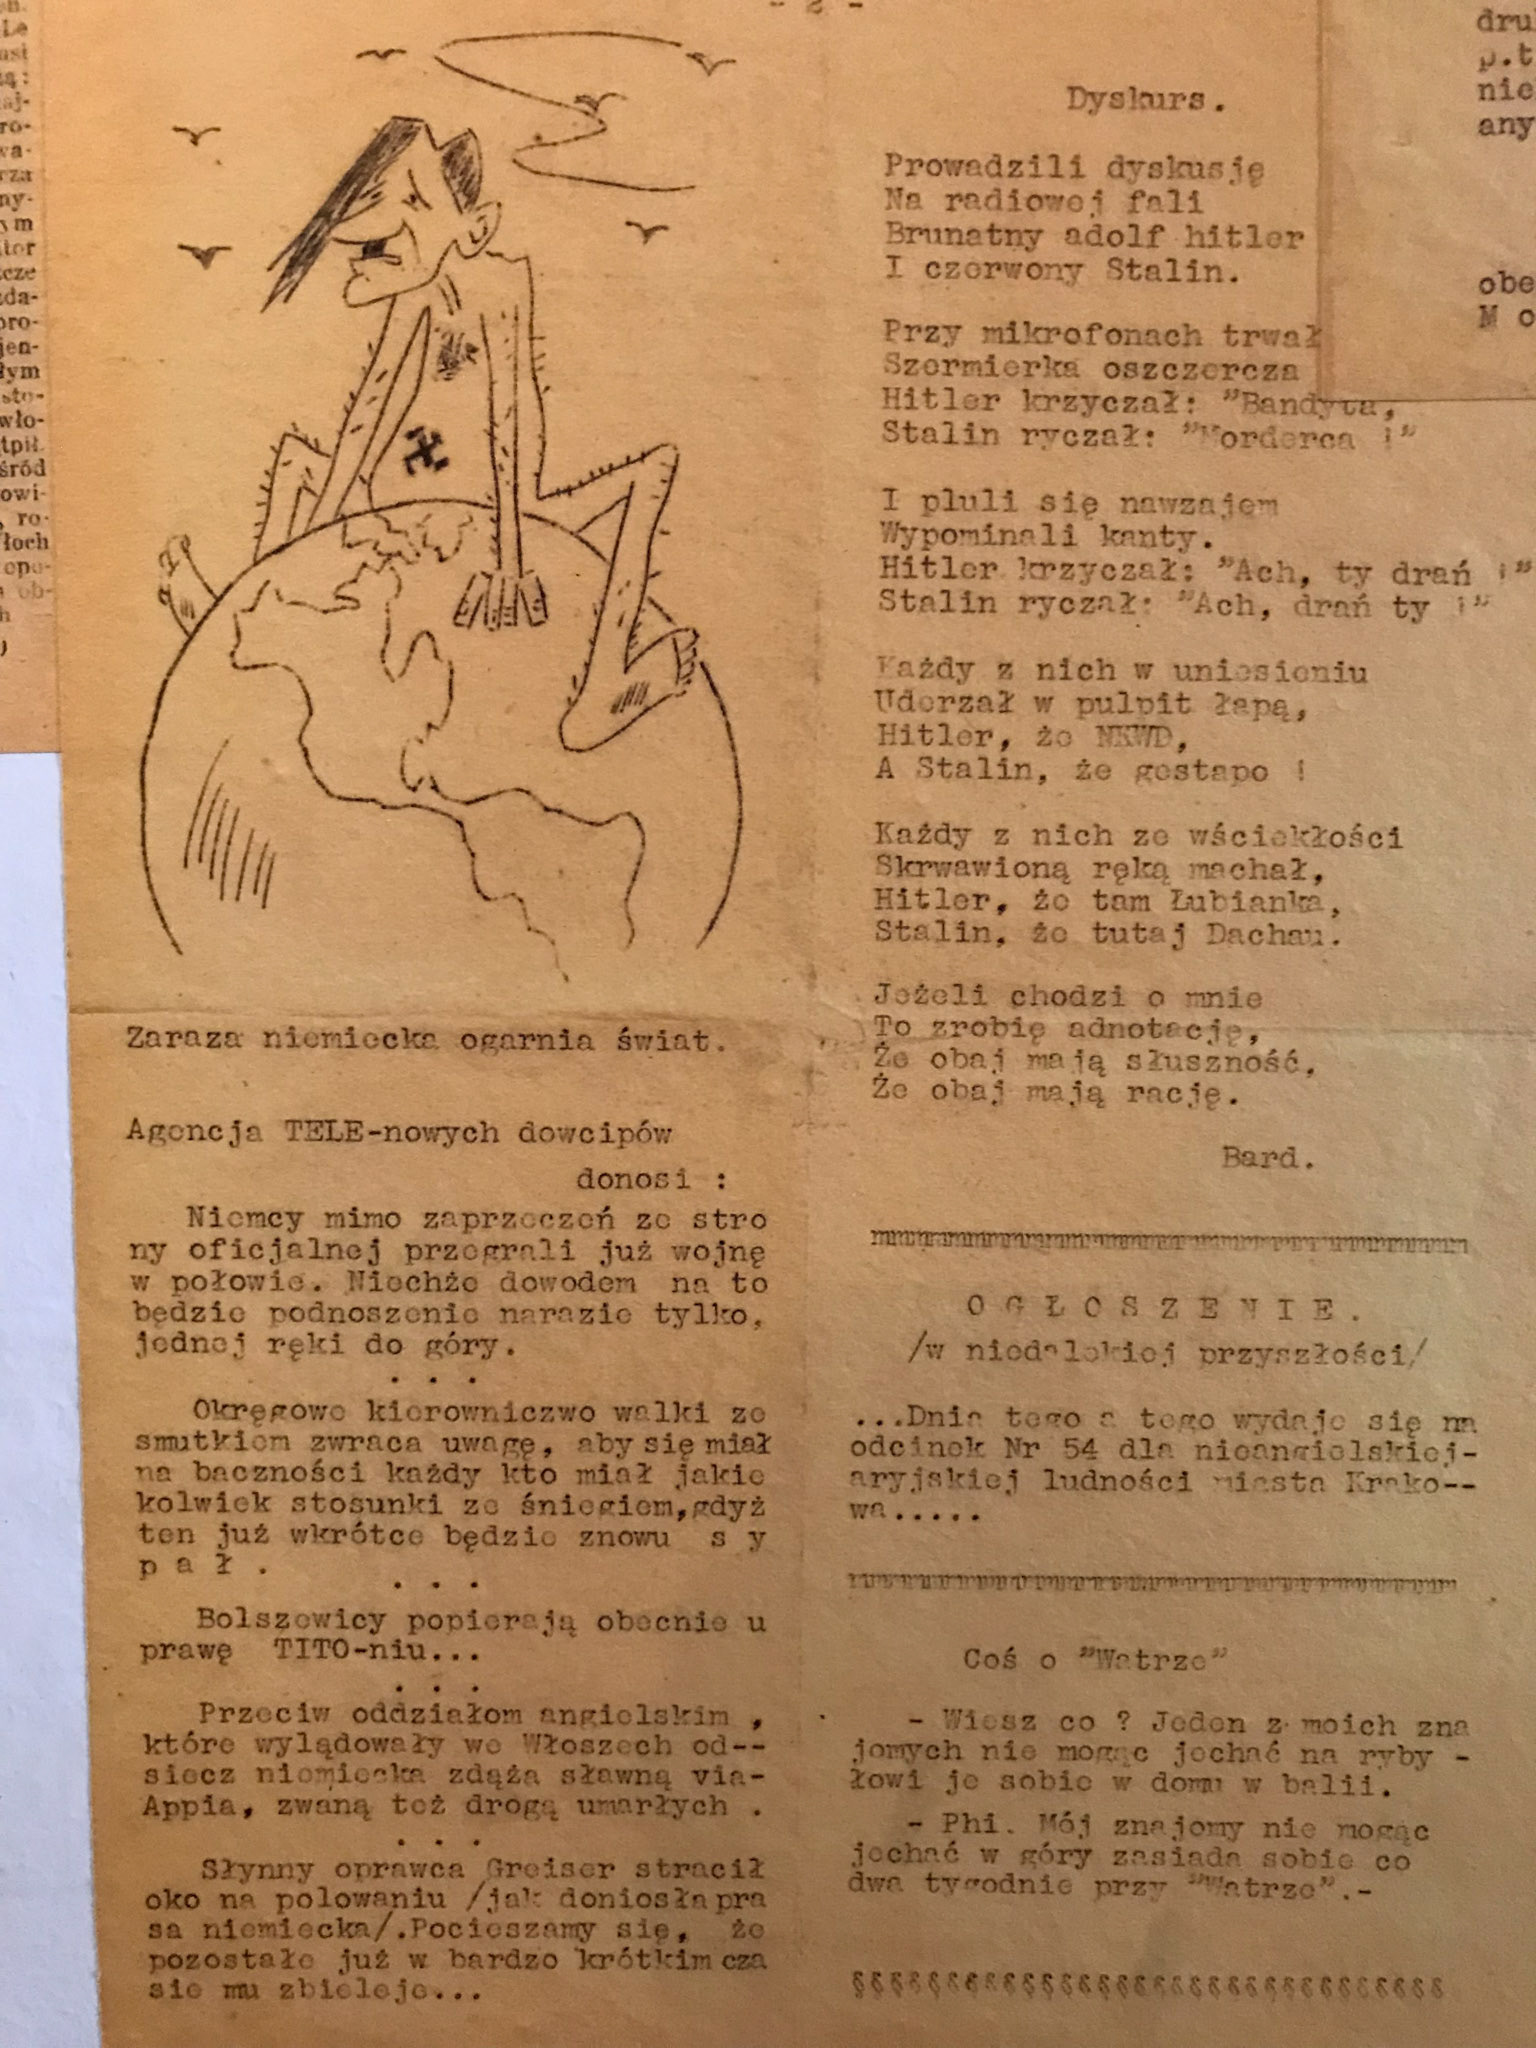 - 2 -
Zaraza niemiecka ogarnia świat.
Agencja TELE-nowych dowcipów
donosi :
Niemcy mimo zaprzeczeń ze stro
ny oficjalnej przegrali już wojnę
w połowie. Niechże dowodem na to
będzie podnoszenie narazie tylko,
jednej ręki do góry.
. . .
Okręgowe kierowniczwo walki ze
smutkiem zwraca uwagę, aby się miał
na baczności każdy kto miał jakie
kolwiek stosunki ze śniegiem,gdyż
ten już wkrótce będzie znowu s y
p a ł .
. . .
Bolszewicy popierają obecnie u
prawę TITO-niu...
. . .
Przeciw oddziałom angielskim ,
które wylądowały we Włoszech od--
siecz niemiecka zdąża sławną via-
Appia, zwaną też drogą umarłych .
. . .
Słynny oprawca Greiser stracił
oko na polowaniu /jak doniosła pra
sa niemiecka/.Pocieszamy się, że
pozostałe już w bardzo krótkim cza
sie mu zbieleje...
Dyskurs.
Prowadzili dyskusję
Na radiowej fali
Brunatny adolf hitler
I czerwony Stalin.
Przy mikrofonach trwał
Szermierka oszczercza
Hitler krzyczał: "Bandyta,
Stalin ryczał: "Morderca !"
I pluli się nawzajem
Wypominali kanty.
Hitler krzyczał: "Ach, ty drań !"
Stalin ryczał: "Ach, drań ty !"
Każdy z nich w uniesieniu
Uderzał w pulpit łapą,
Hitler, że NKWD,
A Stalin, że gestapo !
Każdy z nich ze wściekłości
Skrwawioną ręką machał,
Hitler, że tam Łubianka,
Stalin, że tutaj Dachau.
Jeżeli chodzi o mnie
To zrobię adnotację,
Że obaj mają słuszność,
Że obaj mają rację.
Bard.
O G Ł O S Z E N I E .
/w niedalekiej przyszłości/
...Dnia tego a tego wydaje się na
odcinek Nr 54 dla nieangielskiej-
aryjskiej ludności miasta Krako--
wa.....
Coś o "Watrze"
- Wiesz co ? Jeden z moich zna
jomych nie mogąc jechać na ryby -
łowi je sobie w domu w balii.
- Phi. Mój znajomy nie mogąc
jechać w góry zasiada sobie co
dwa tygodnie przy "Watrze".-
§§§§§§§§§§§§§§§§§§§§§§§§§§§§§§§
dru
p.t
nie
any
obe
M o